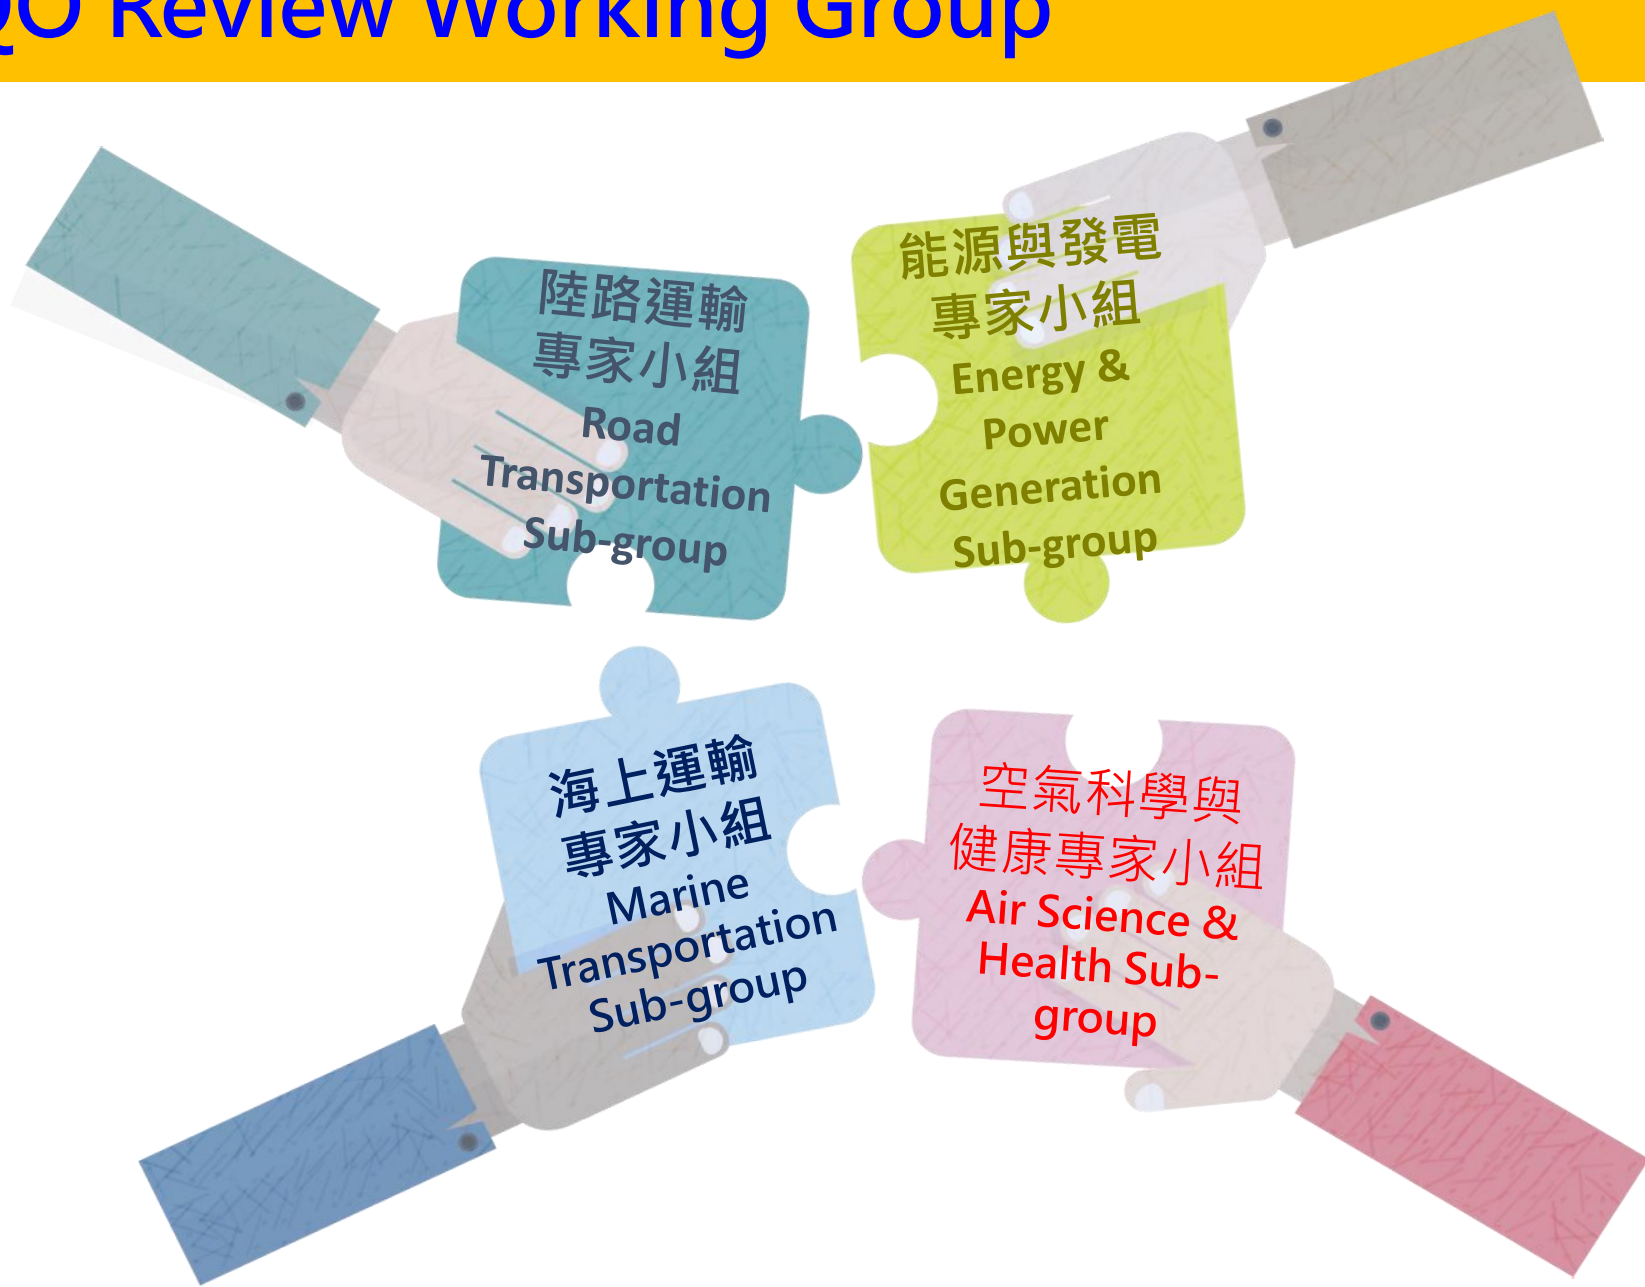 QO Review Working Group
陸路運輸
專家小組
Road
Transportation
Sub-group
能源與發電
專家小組
Energy &
Power
Generation
Sub-group
海上運輸
專家小組
Marine
Transportation
Sub-group
空氣科學與
健康專家小組
Air Science &
Health Sub-
group